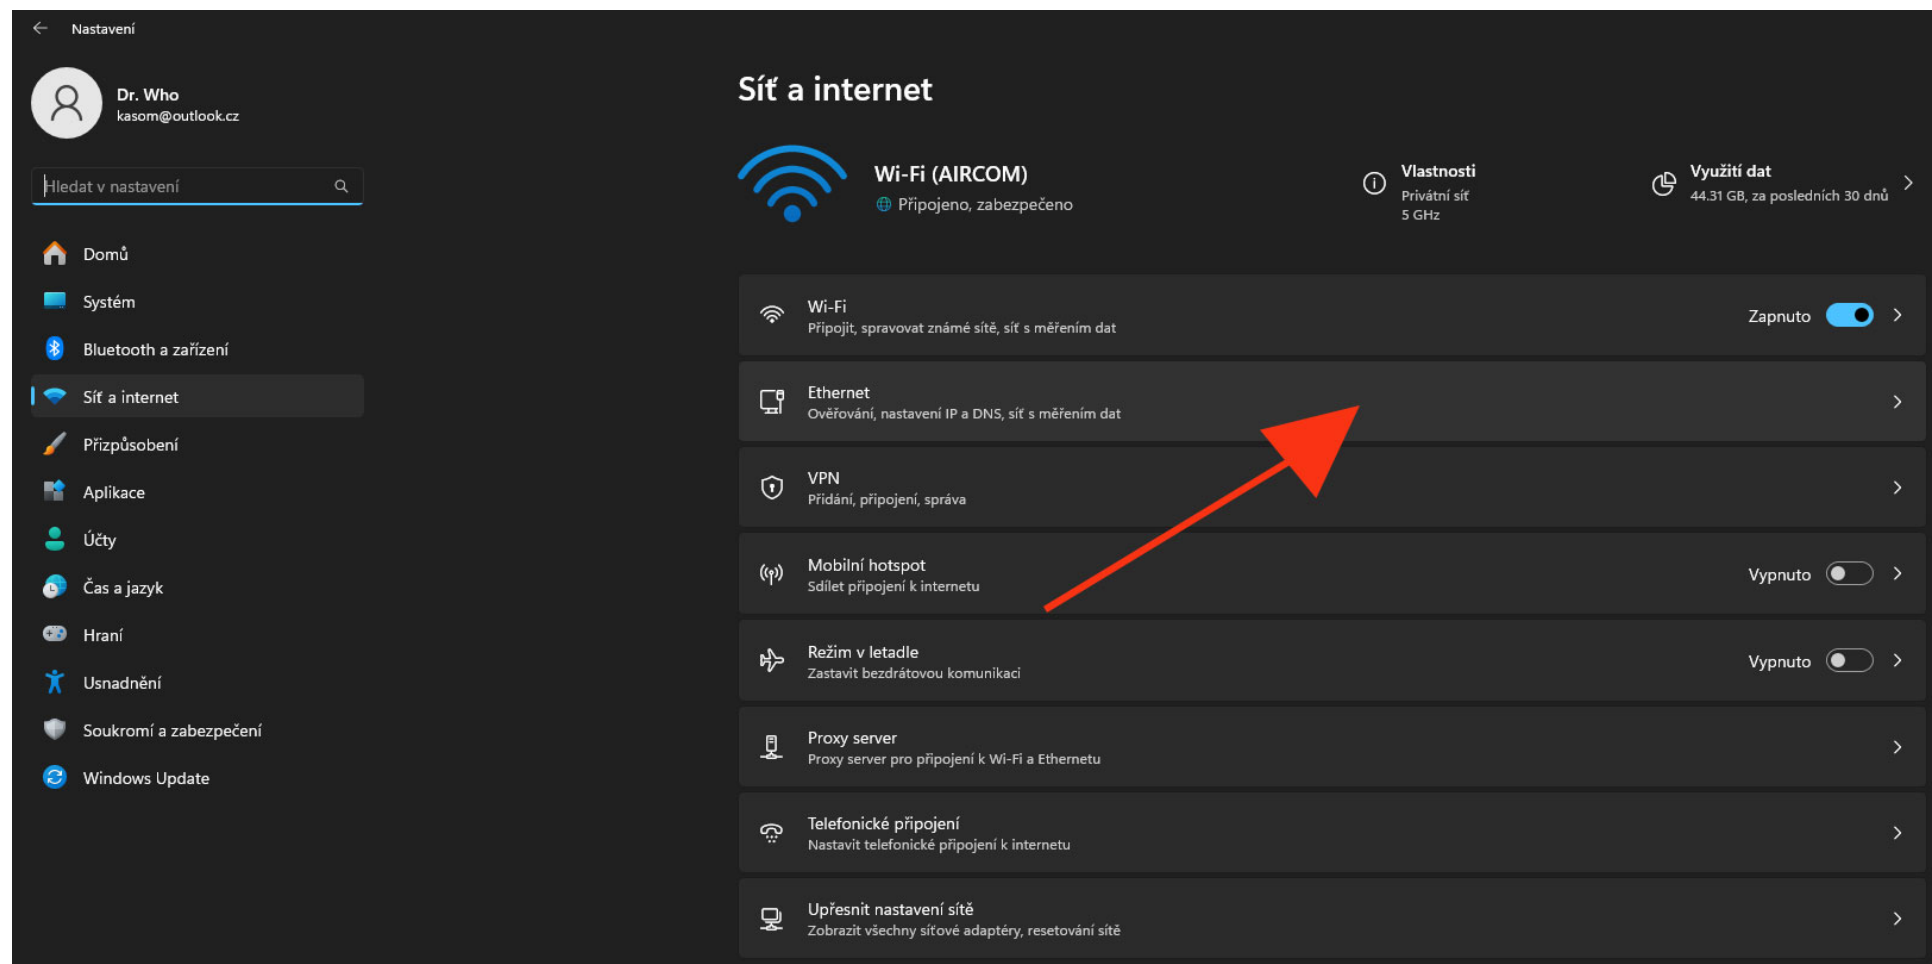 Nastavení
Dr. Who
kasom@outlook.cz
Hledat v nastavení
Domů
Systém
Bluetooth a zařízení
Síť a internet
Přizpůsobení
Aplikace
Účty
Čas a jazyk
Hraní
Usnadnění
Soukromí a zabezpečení
Windows Update
Síť a internet
Wi-Fi (AIRCOM)
Připojeno, zabezpečeno
Vlastnosti
Privátní síť
5 GHz
Využití dat
44.31 GB, za posledních 30 dnů
Wi-Fi
Připojit, spravovat známé sítě, síť s měřením dat
Zapnuto
Ethernet
Ověřování, nastavení IP a DNS, síť s měřením dat
VPN
Přidání, připojení, správa
Mobilní hotspot
Sdílet připojení k internetu
Vypnuto
Režim v letadle
Zastavit bezdrátovou komunikaci
Vypnuto
Proxy server
Proxy server pro připojení k Wi-Fi a Ethernetu
Telefonické připojení
Nastavit telefonické připojení k internetu
Upřesnit nastavení sítě
Zobrazit všechny síťové adaptéry, resetování sítě